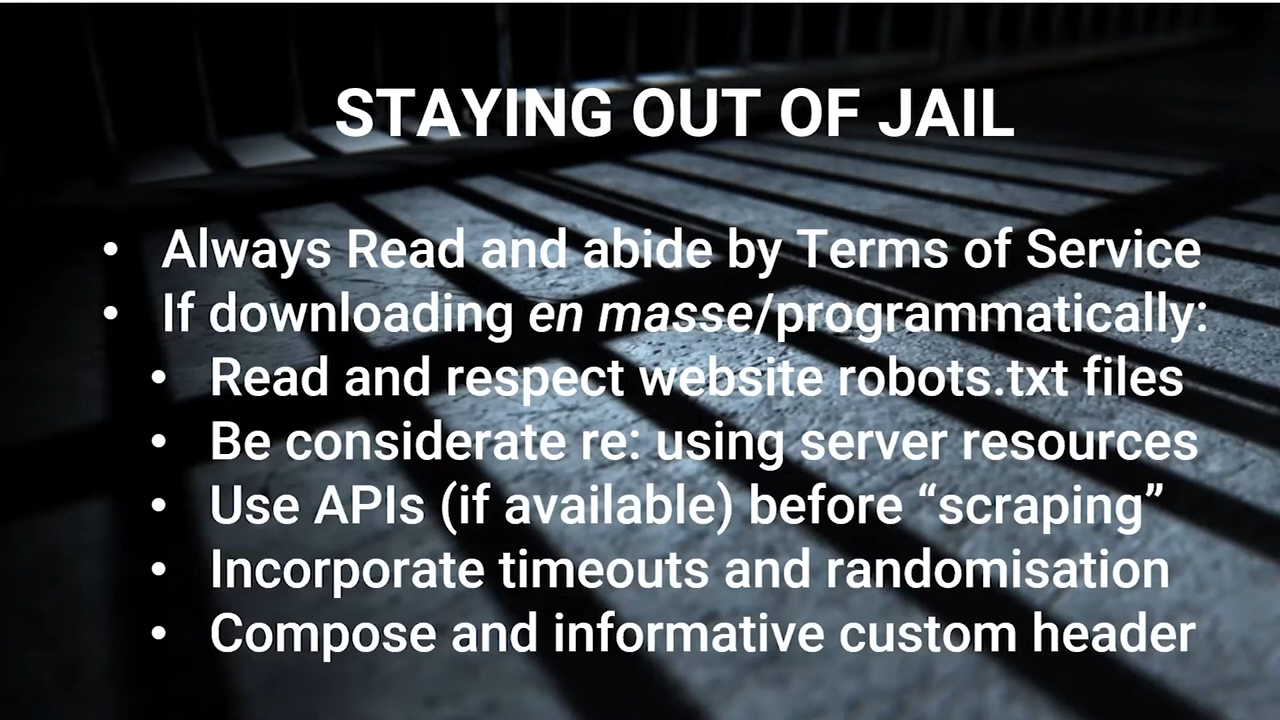 STAYING OUT OF JAIL
• Always Read and abide by Terms of Service
• If downloading en masse/programmatically:
• Read and respect website robots.txt files
• Be considerate re: using server resources
• Use APIs (if available) before “scraping”
• Incorporate timeouts and randomisation
• Compose and informative custom header